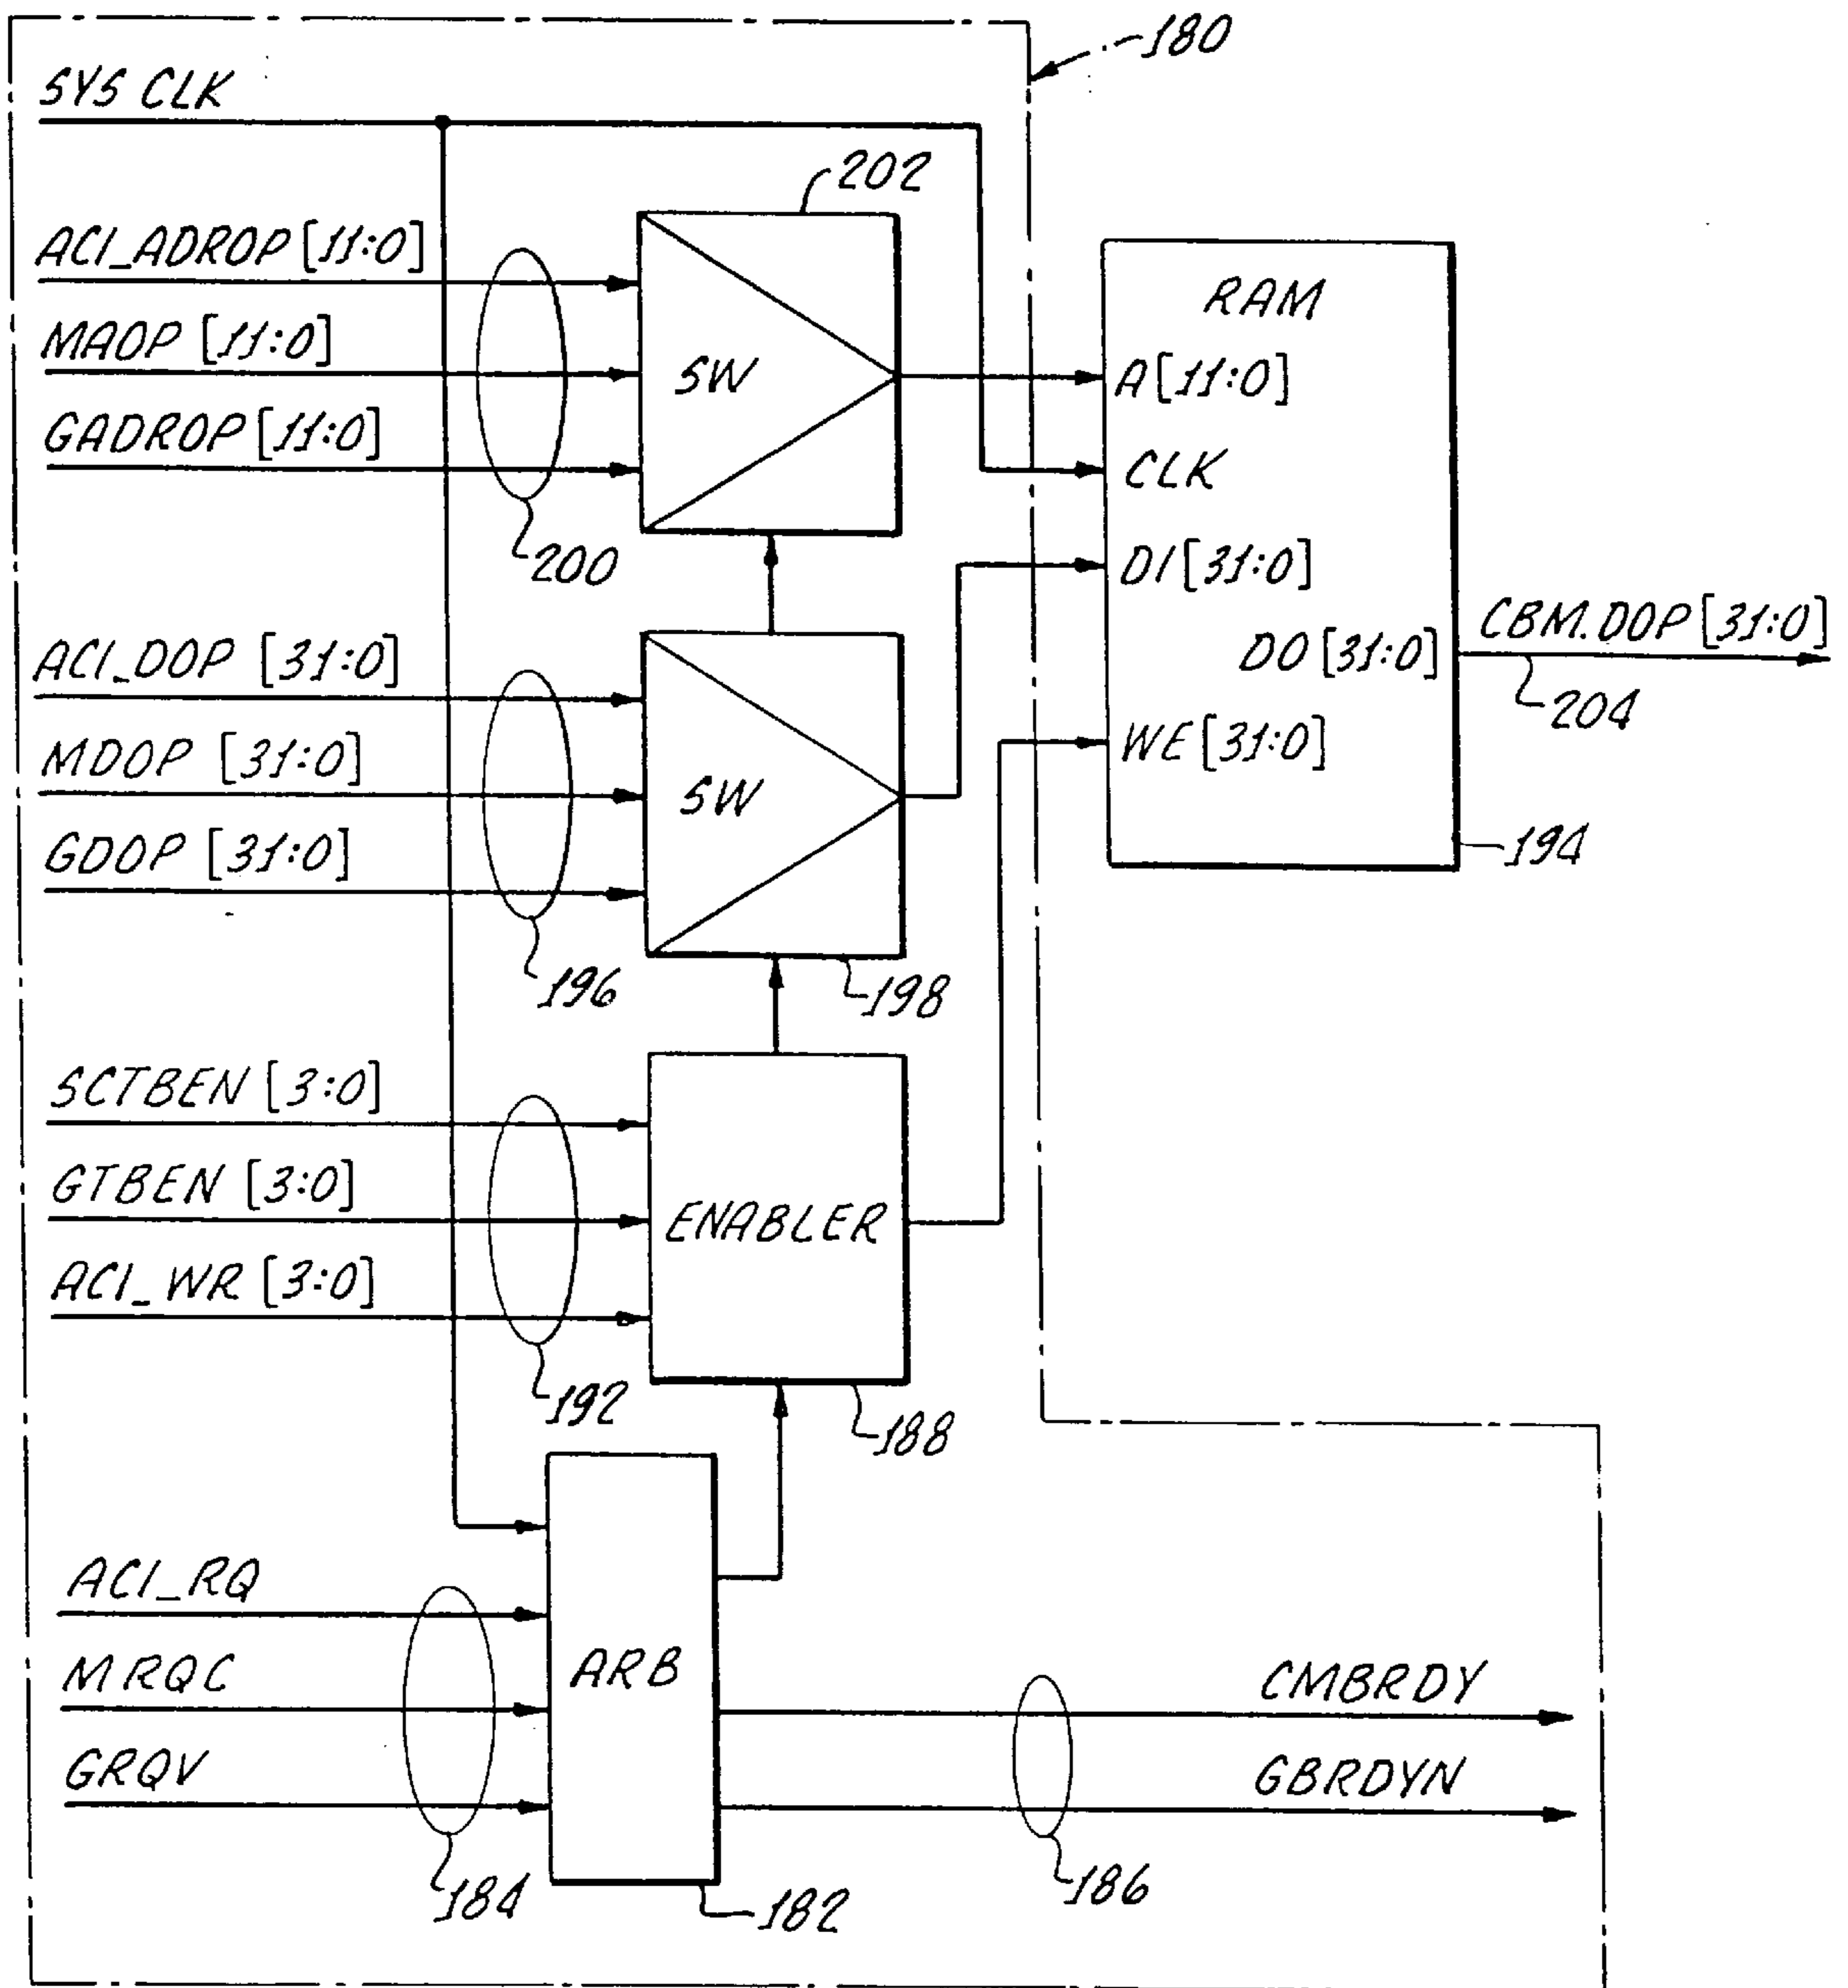 180
SYS CLK
202
ACI_ADROP [11:0]
MAOP [11:0]
GADROP [11:0]
SW
200
RAM
A [11:0]
CLK
DI [31:0]
DO [31:0]
WE [31:0]
CBM.DOP [31:0]
204
194
ACI_DOP [31:0]
MDOP [31:0]
GDOP [31:0]
SW
196
198
SCTBEN [3:0]
GTBEN [3:0]
ACI_WR [3:0]
ENABLER
192
188
ACI_RQ
MRQC
GRQV
ARB
CMBRDY
GBRDYN
184
182
186